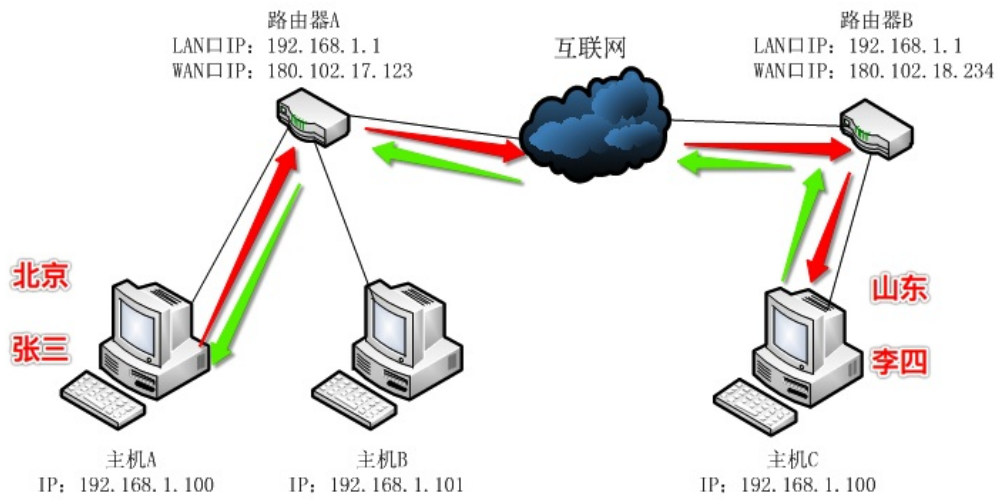 路由器A
LAN口IP：192.168.1.1
WAN口IP：180.102.17.123
互联网
路由器B
LAN口IP：192.168.1.1
WAN口IP：180.102.18.234
北京
张三
山东
李四
主机A
IP：192.168.1.100
主机B
IP：192.168.1.101
主机C
IP：192.168.1.100